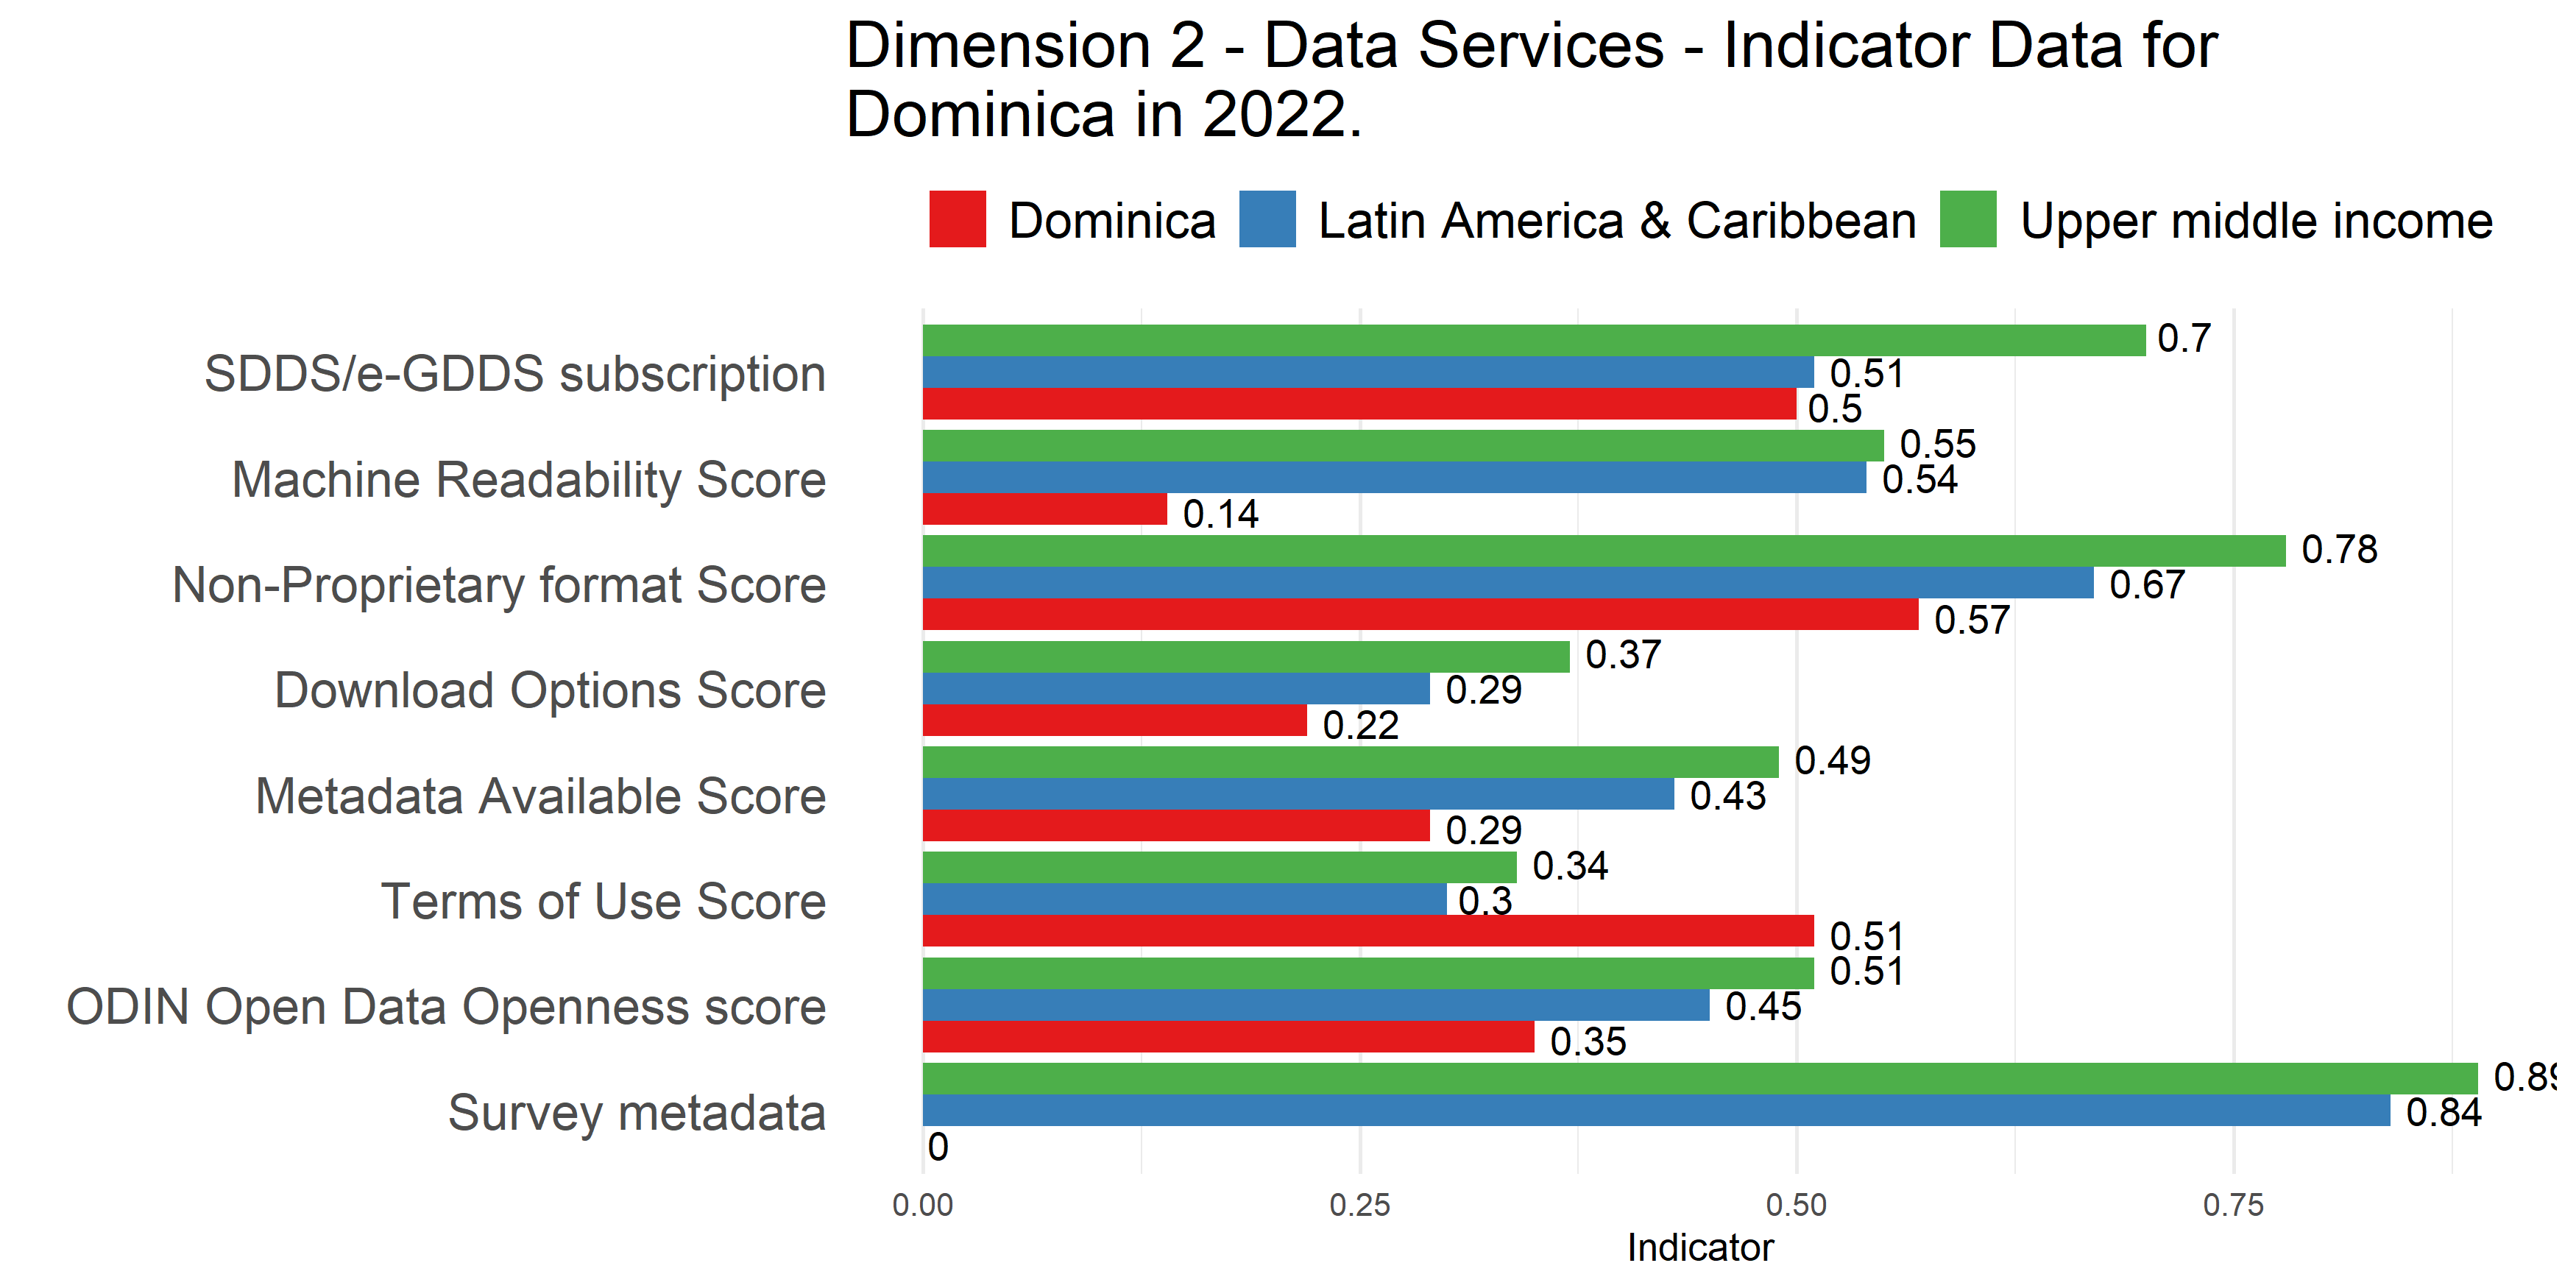 Dimension 2 - Data Services - Indicator Data for
Dominica in 2022.
Dominica Latin America & Caribbean Upper middle income
SDDS/e-GDDS subscription
0.7
0.51
0.5
Machine Readability Score
0.55
0.54
0.14
Non-Proprietary format Score
0.78
0.67
0.57
Download Options Score
0.37
0.29
0.22
Metadata Available Score
0.49
0.43
0.29
Terms of Use Score
0.34
0.3
0.51
ODIN Open Data Openness score
0.51
0.45
0.35
Survey metadata
0.89
0.84
0
0.00 0.25 0.50 0.75
Indicator